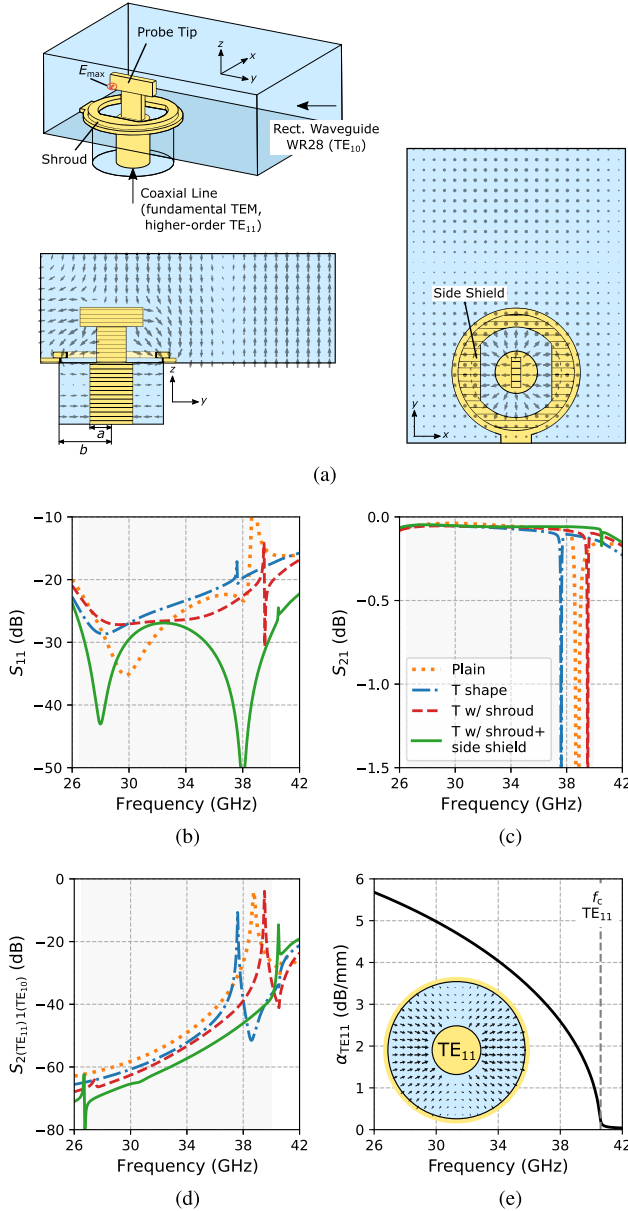 Probe Tip
z
x
y
E_max
Shroud
Rect. Waveguide
WR28 (TE₁₀)
Coaxial Line
(fundamental TEM,
higher-order TE₁₁)
z
y
a
b
Side Shield
y
x
(a)
−10
−20
−30
−40
−50
S₁₁ (dB)
26 30 34 38 42
Frequency (GHz)
(b)
0.0
−0.5
−1.0
−1.5
S₂₁ (dB)
Plain
T shape
T w/ shroud
T w/ shroud+
side shield
26 30 34 38 42
Frequency (GHz)
(c)
0
−20
−40
−60
−80
S₂(TE₁₁)₁(TE₁₀) (dB)
26 30 34 38 42
Frequency (GHz)
(d)
6
5
4
3
2
1
0
α_TE11 (dB/mm)
f_c
TE₁₁
TE₁₁
26 30 34 38 42
Frequency (GHz)
(e)